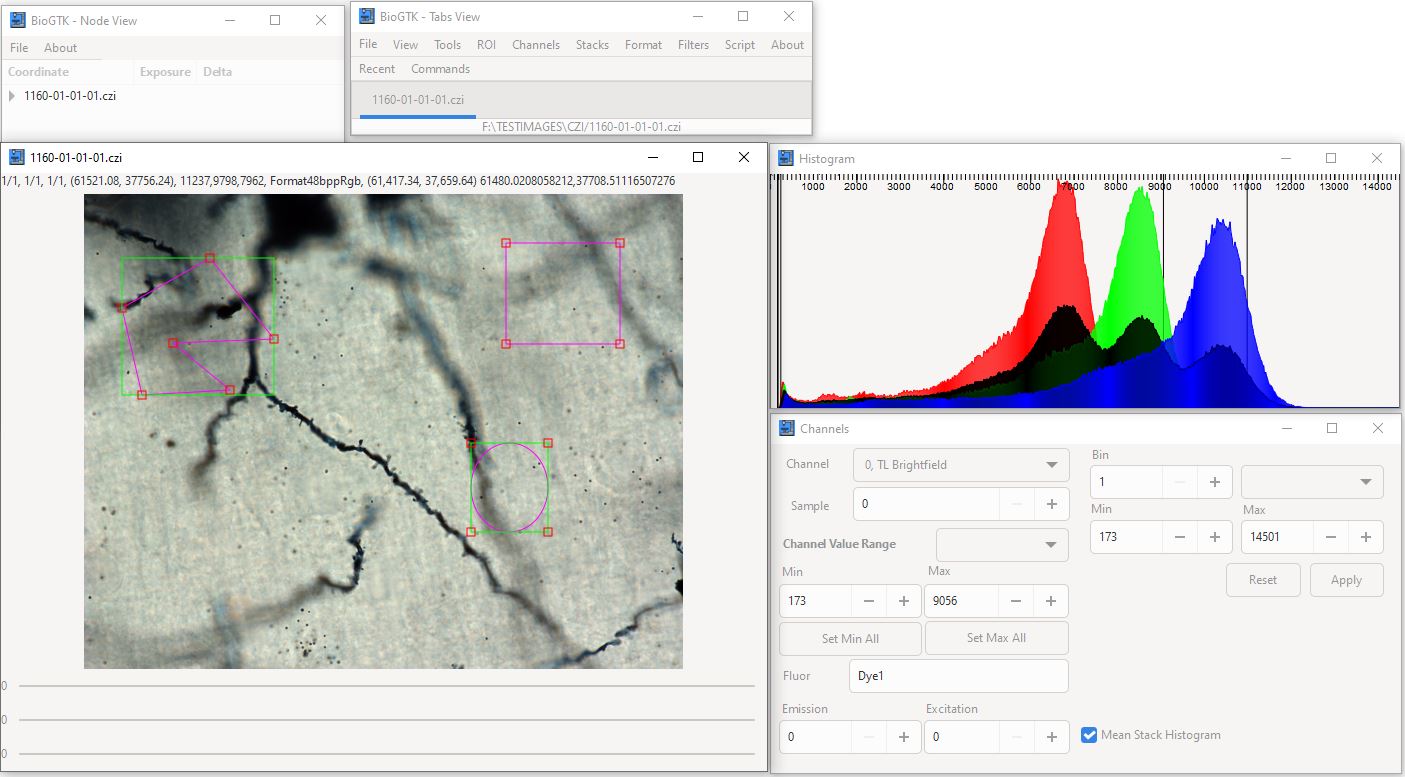 BioGTK - Node View
File About
Coordinate Exposure Delta
1160-01-01-01.czi
BioGTK - Tabs View
File View Tools ROI Channels Stacks Format Filters Script About
Recent Commands
1160-01-01-01.czi
F:\TESTIMAGES\CZI/1160-01-01-01.czi
1160-01-01-01.czi
1/1, 1/1, 1/1, (61521.08, 37756.24), 11237,9798,7962, Format48bppRgb, (61,417.34, 37,659.64) 61480.0208058212,37708.51116507276
0
0
0
Histogram
1000 2000 3000 4000 5000 6000 7000 8000 9000 10000 11000 12000 13000 14000
Channels
Channel 0, TL Brightfield
Sample 0
Channel Value Range
Min Max
173 9056
Set Min All Set Max All
Fluor Dye1
Emission Excitation
0 0
Bin
1
Min Max
173 14501
Reset Apply
Mean Stack Histogram